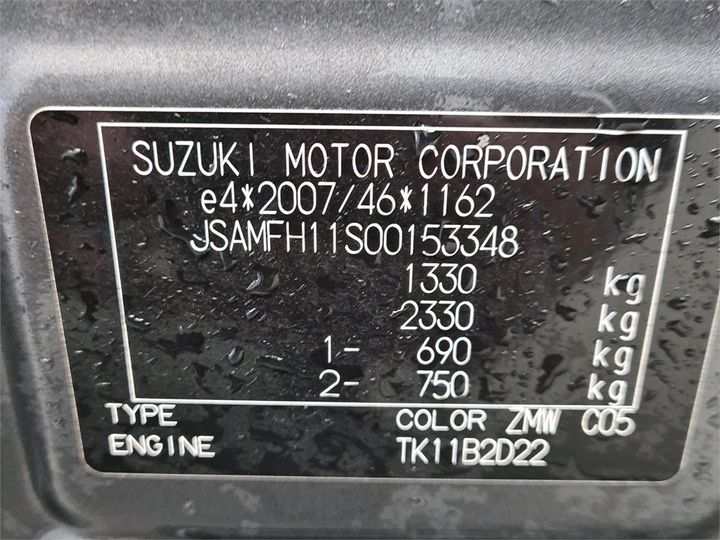 SUZUKI MOTOR CORPORATION
e4*2007/46*1162
JSAMFH11S00153348
1330 kg
2330 kg
1- 690 kg
2- 750 kg
TYPE COLOR ZMW C05
ENGINE TK11B2D22